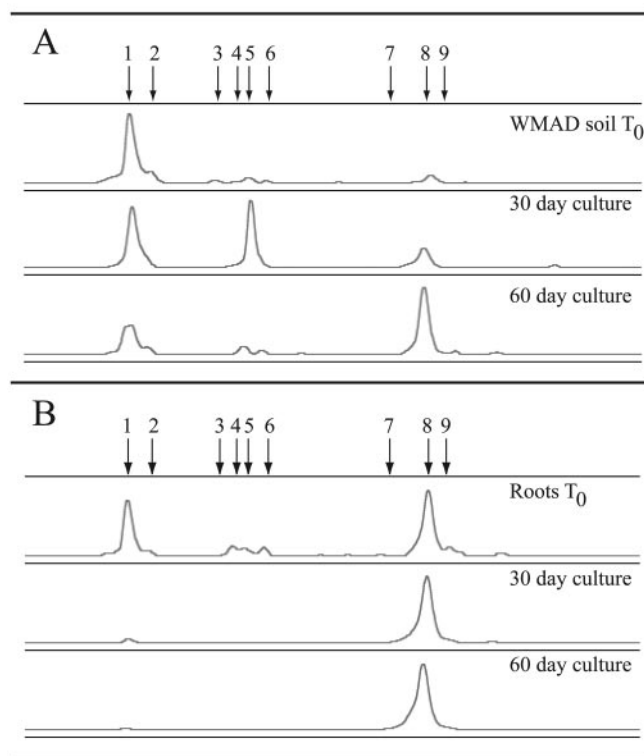 A
1 2 3 4 5 6 7 8 9
WMAD soil T0
30 day culture
60 day culture
B
1 2 3 4 5 6 7 8 9
Roots T0
30 day culture
60 day culture